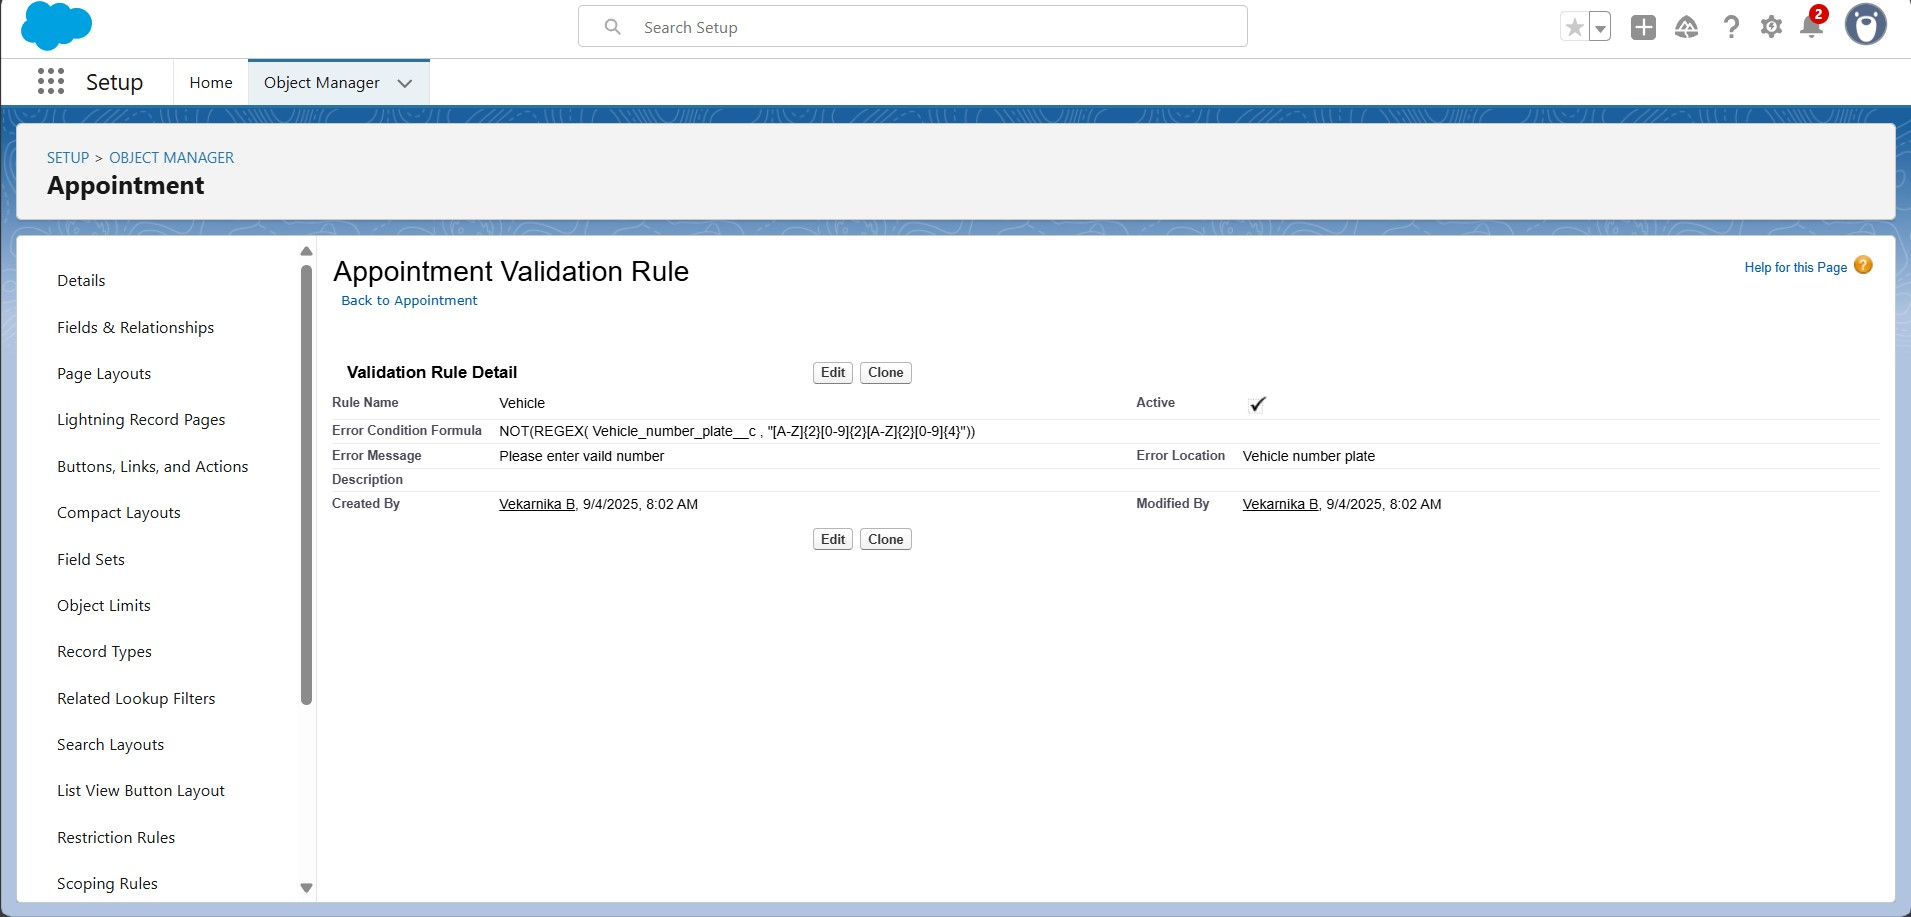 Search Setup
2
Setup
Home
Object Manager
SETUP > OBJECT MANAGER
Appointment
Details
Fields & Relationships
Page Layouts
Lightning Record Pages
Buttons, Links, and Actions
Compact Layouts
Field Sets
Object Limits
Record Types
Related Lookup Filters
Search Layouts
List View Button Layout
Restriction Rules
Scoping Rules
Appointment Validation Rule
Help for this Page ?
Back to Appointment
Validation Rule Detail
Edit Clone
Rule Name Vehicle Active
Error Condition Formula NOT(REGEX( Vehicle_number_plate__c , "[A-Z]{2}[0-9]{2}[A-Z]{2}[0-9]{4}"))
Error Message Please enter vaild number Error Location Vehicle number plate
Description
Created By Vekarnika B, 9/4/2025, 8:02 AM Modified By Vekarnika B, 9/4/2025, 8:02 AM
Edit Clone